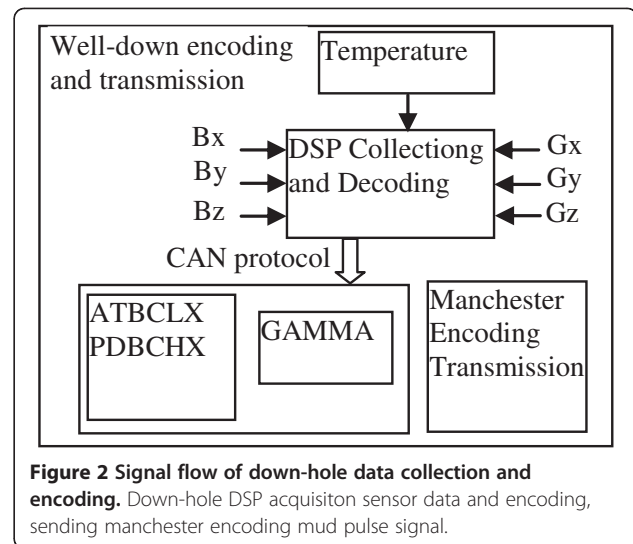 Well-down encoding
and transmission
Temperature
Bx
By
Bz
DSP Collectiong
and Decoding
Gx
Gy
Gz
CAN protocol
ATBCLX
PDBCHX
GAMMA
Manchester
Encoding
Transmission
Figure 2 Signal flow of down-hole data collection and
encoding. Down-hole DSP acquisiton sensor data and encoding,
sending manchester encoding mud pulse signal.